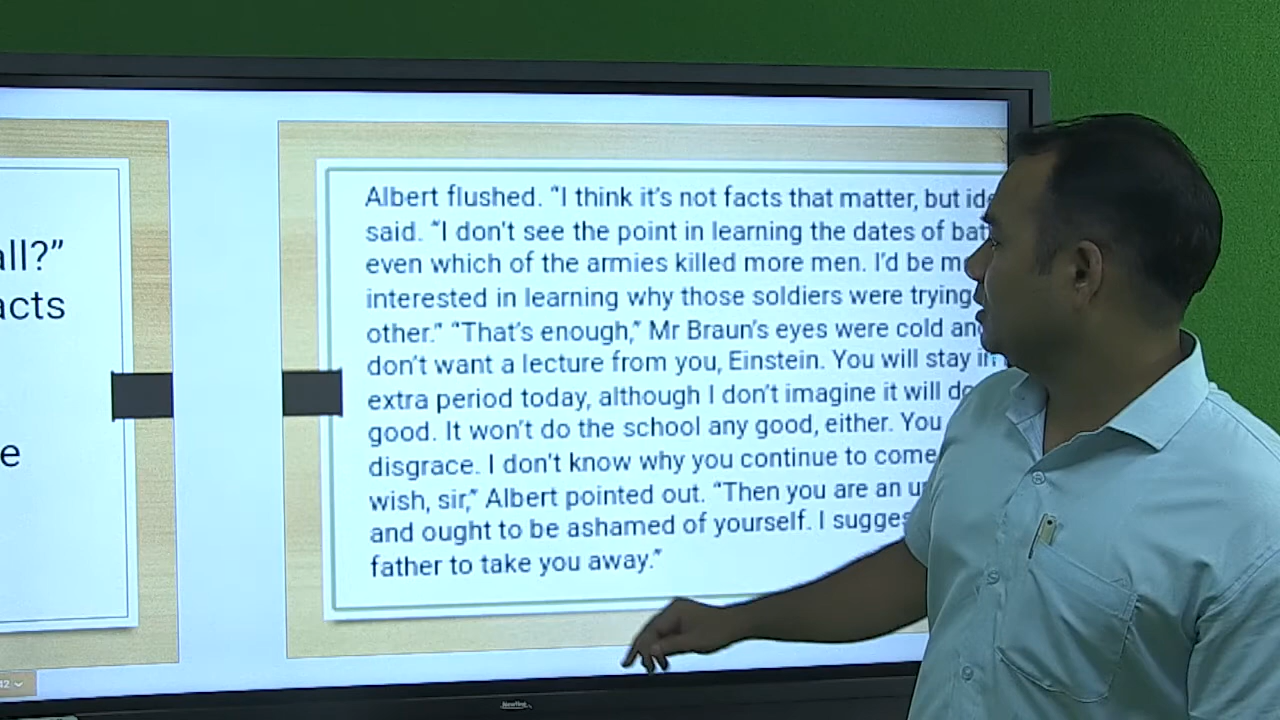 all?”
acts
e
Albert flushed. “I think it’s not facts that matter, but
said. “I don't see the point in learning the dates of
even which of the armies killed more men. I’d be
interested in learning why those soldiers were trying
other.” “That’s enough,” Mr Braun’s eyes were cold
don’t want a lecture from you, Einstein. You will stay in
extra period today, although I don’t imagine it will
good. It won’t do the school any good, either. You
disgrace. I don’t know why you continue to come
wish, sir,” Albert pointed out. “Then you are an
and ought to be ashamed of yourself. I
father to take you away.”
42
Newline